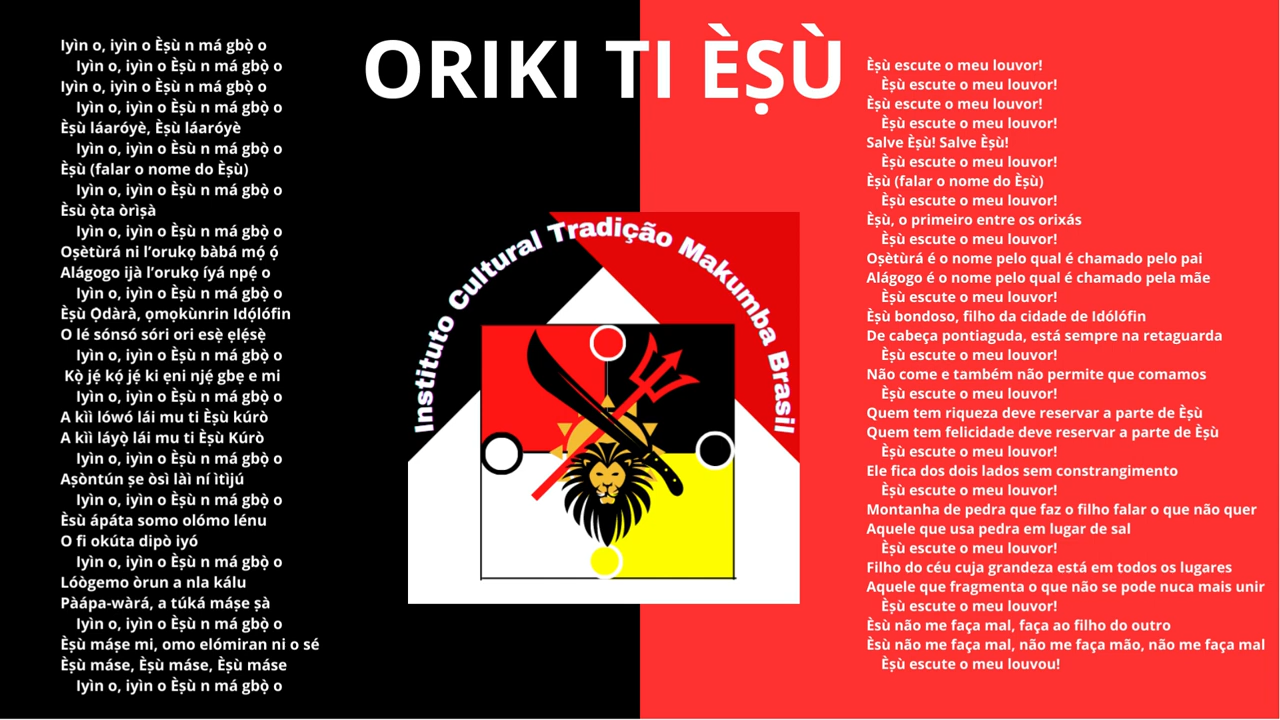 ORIKI TI ÈṢÙ
Iyìn o, iyìn o Èṣù n má gbọ̀ o
Iyìn o, iyìn o Èṣù n má gbọ̀ o
Iyìn o, iyìn o Èṣù n má gbọ̀ o
Iyìn o, iyìn o Èṣù n má gbọ̀ o
Èṣù láaróyè, Èṣù láaróyè
Iyìn o, iyìn o Èsù n má gbọ̀ o
Èṣù (falar o nome do Èṣù)
Iyìn o, iyìn o Èṣù n má gbọ̀ o
Èsù ọ̀ta òrìṣà
Iyìn o, iyìn o Èṣù n má gbọ̀ o
Oṣètùrá ni l’orukọ bàbá mọ́ ọ́
Alágogo ijà l’orukọ íyá npẹ́ o
Iyìn o, iyìn o Èṣù n má gbọ̀ o
Èṣù Ọ̀dàrà, ọmọkùnrin Idọ́lófin
O lé sónsó sóri ori esẹ̀ ẹlẹ́sẹ̀
Iyìn o, iyìn o Èṣù n má gbọ̀ o
Kọ̀ jẹ́ kọ́ jẹ́ ki ẹni njẹ́ gbẹ e mi
Iyìn o, iyìn o Èṣù n má gbọ̀ o
A kìì lówó lái mu ti Èṣù kúrò
A kìì láyọ̀ lái mu ti Èṣù Kúrò
Iyìn o, iyìn o Èṣù n má gbọ̀ o
Aṣòntún ṣe òsì làì ní ìtìjú
Iyìn o, iyìn o Èṣù n má gbọ̀ o
Èsù ápáta somo olómo lénu
O fi okúta dipò iyó
Iyìn o, iyìn o Èṣù n má gbọ̀ o
Lóògemo òrun a nla kálu
Pàápa-wàrá, a túká máṣe ṣà
Iyìn o, iyìn o Èṣù n má gbọ̀ o
Èṣù máṣe mi, omo elómiran ni o sé
Èṣù máse, Èṣù máse, Èṣù máse
Iyìn o, iyìn o Èṣù n má gbọ̀ o
Instituto Cultural Tradição Makumba Brasil
Èṣù escute o meu louvor!
Èṣù escute o meu louvor!
Èṣù escute o meu louvor!
Èṣù escute o meu louvor!
Salve Èṣù! Salve Èṣù!
Èṣù escute o meu louvor!
Èṣù (falar o nome do Èṣù)
Èṣù escute o meu louvor!
Èṣù, o primeiro entre os orixás
Èṣù escute o meu louvor!
Oṣètùrá é o nome pelo qual é chamado pelo pai
Alágogo é o nome pelo qual é chamado pela mãe
Èṣù escute o meu louvor!
Èṣù bondoso, filho da cidade de Idólófin
De cabeça pontiaguda, está sempre na retaguarda
Èṣù escute o meu louvor!
Não come e também não permite que comamos
Èṣù escute o meu louvor!
Quem tem riqueza deve reservar a parte de Èṣù
Quem tem felicidade deve reservar a parte de Èṣù
Èṣù escute o meu louvor!
Ele fica dos dois lados sem constrangimento
Èṣù escute o meu louvor!
Montanha de pedra que faz o filho falar o que não quer
Aquele que usa pedra em lugar de sal
Èṣù escute o meu louvor!
Filho do céu cuja grandeza está em todos os lugares
Aquele que fragmenta o que não se pode nuca mais unir
Èṣù escute o meu louvor!
Èsù não me faça mal, faça ao filho do outro
Èsù não me faça mal, não me faça mão, não me faça mal
Èṣù escute o meu louvou!